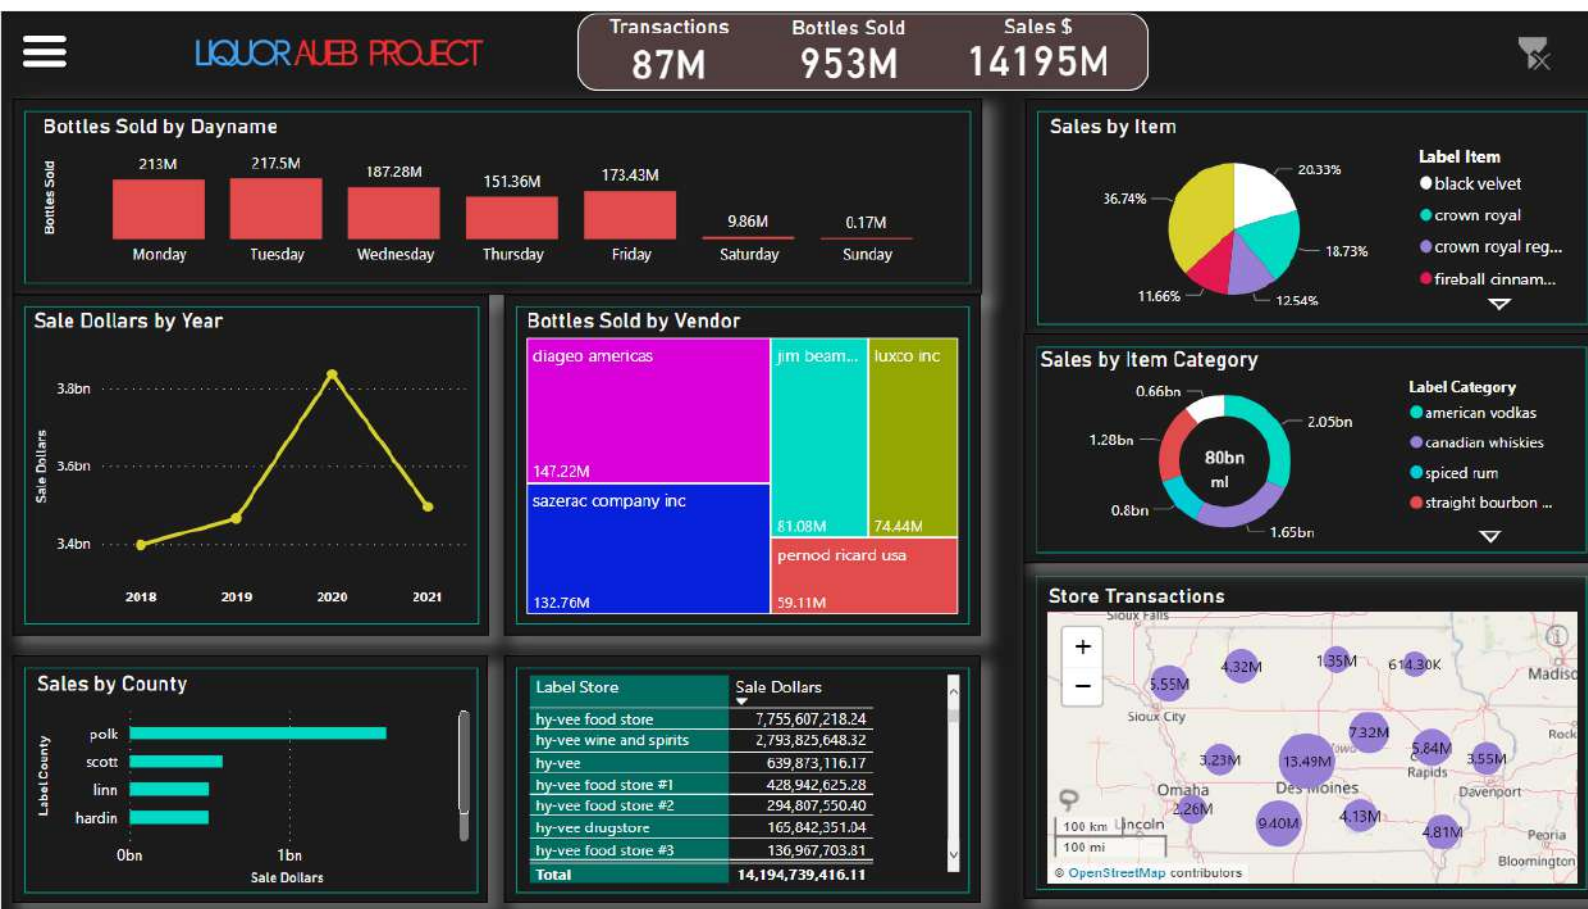 LIQUOR AUEB PROJECT
Transactions
87M
Bottles Sold
953M
Sales $
14195M
Bottles Sold by Dayname
Bottles Sold
213M
217.5M
187.28M
151.36M
173.43M
9.86M
0.17M
Monday
Tuesday
Wednesday
Thursday
Friday
Saturday
Sunday
Sales by Item
20.33%
18.73%
12.54%
11.66%
36.74%
Label Item
black velvet
crown royal
crown royal reg...
fireball cinnam...
Sale Dollars by Year
Sale Dollars
3.8bn
3.6bn
3.4bn
2018
2019
2020
2021
Bottles Sold by Vendor
diageo americas
147.22M
sazerac company inc
132.76M
jim beam...
81.08M
luxco inc
74.44M
pernod ricard usa
59.11M
Sales by Item Category
0.66bn
2.05bn
1.28bn
80bn
ml
0.8bn
1.65bn
Label Category
american vodkas
canadian whiskies
spiced rum
straight bourbon ...
Sales by County
Label County
polk
scott
linn
hardin
0bn
1bn
Sale Dollars
Label Store Sale Dollars
hy-vee food store 7,755,607,218.24
hy-vee wine and spirits 2,793,825,648.32
hy-vee 639,873,116.17
hy-vee food store #1 428,942,625.28
hy-vee food store #2 294,807,550.40
hy-vee drugstore 165,842,351.04
hy-vee food store #3 136,967,703.81
Total 14,194,739,416.11
Store Transactions
+
−
Sioux Falls
4.32M
1.35M
614.30K
5.55M
Madiso
Sioux City
7.32M
Rock
Iowa
5.84M
3.55M
3.23M
13.49M
Rapids
Omaha
Des Moines
Davenport
2.26M
9.40M
4.13M
4.81M
100 km
Lincoln
100 mi
Peoria
Bloomington
© OpenStreetMap contributors